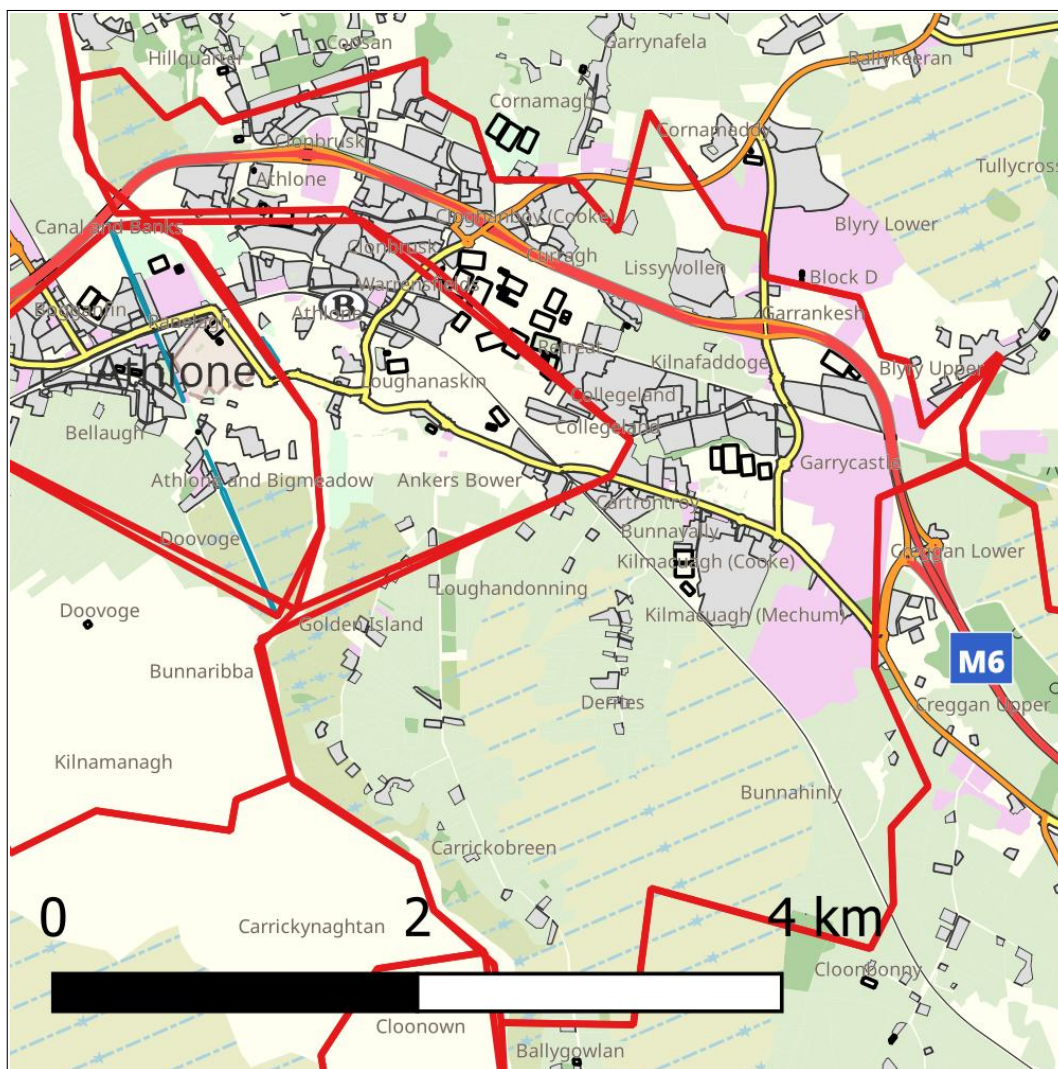 Coosan
Garrynafela
Hillquarter
Ballykeeran
Cornamagh
Cornamaddy
Clonbrusk
Tullycross
Athlone
Cloghanboy (Cooke)
Canal and Banks
Blyry Lower
Clonbrusk
Curragh
Lissywollen
Block D
Warrensfields
Athlone
B
Ranelagh
Garrankesh
Retreat
Kilnafaddoge
Blyry Upper
Athlone
Loughanaskin
Collegeland
Bellaugh
Collegeland
Garrycastle
Athlone and Bigmeadow
Ankers Bower
Cartrontroy
Bunnavally
Doovoge
Creggan Lower
Kilmacuagh (Cooke)
Loughandonning
Doovoge
Golden Island
Kilmacuagh (Mechum)
M6
Bunnaribba
Creggan Upper
Kilnamanagh
Bunnahinly
Carrickobreen
0
2
4 km
Carrickynaghtan
Cloonbonny
Cloonown
Ballygowlan